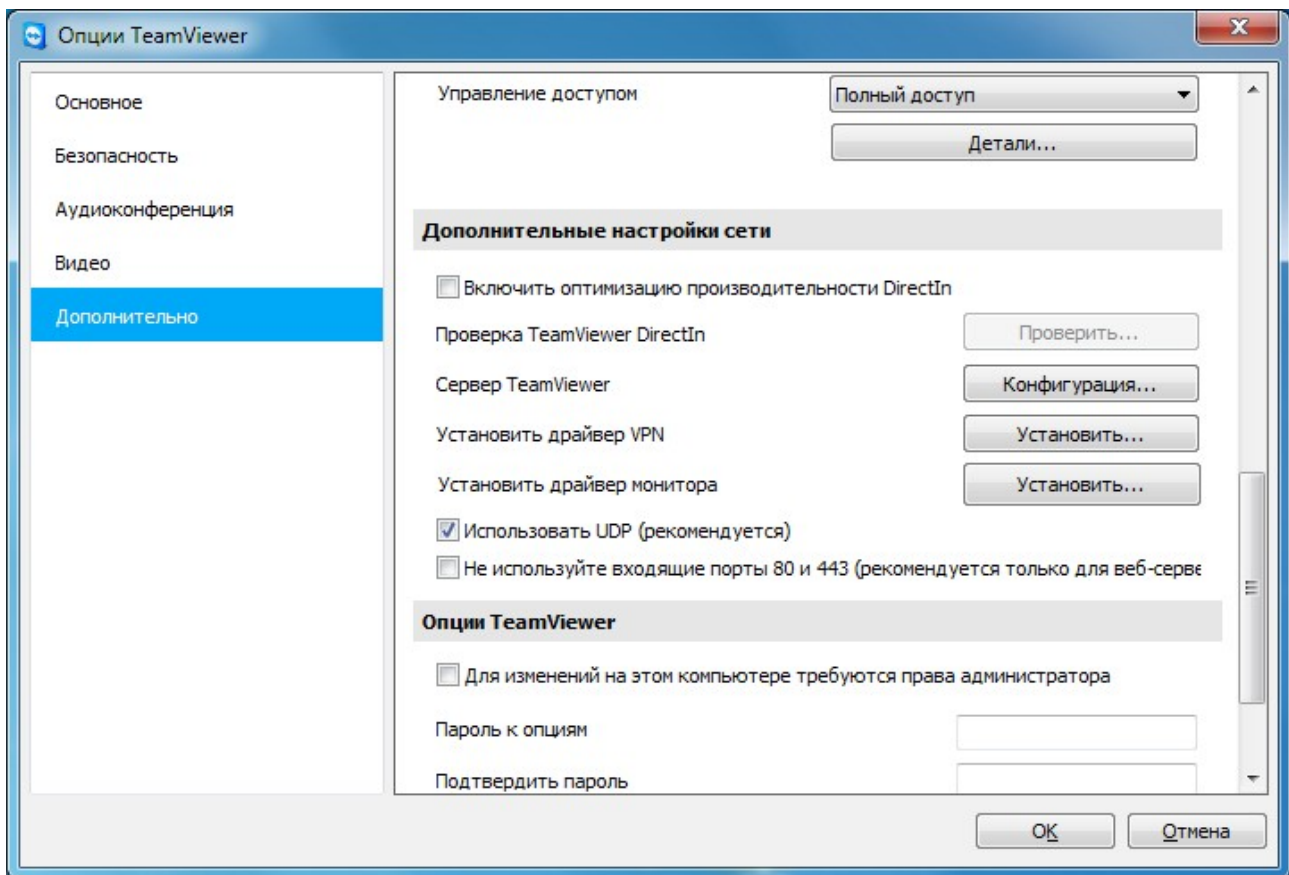 Опции TeamViewer
Основное
Безопасность
Аудиоконференция
Видео
Дополнительно
Управление доступом Полный доступ
Детали...
Дополнительные настройки сети
Включить оптимизацию производительности DirectIn
Проверка TeamViewer DirectIn Проверить...
Сервер TeamViewer Конфигурация...
Установить драйвер VPN Установить...
Установить драйвер монитора Установить...
Использовать UDP (рекомендуется)
Не используйте входящие порты 80 и 443 (рекомендуется только для веб-серве
Опции TeamViewer
Для изменений на этом компьютере требуются права администратора
Пароль к опциям
Подтвердить пароль
OK Отмена